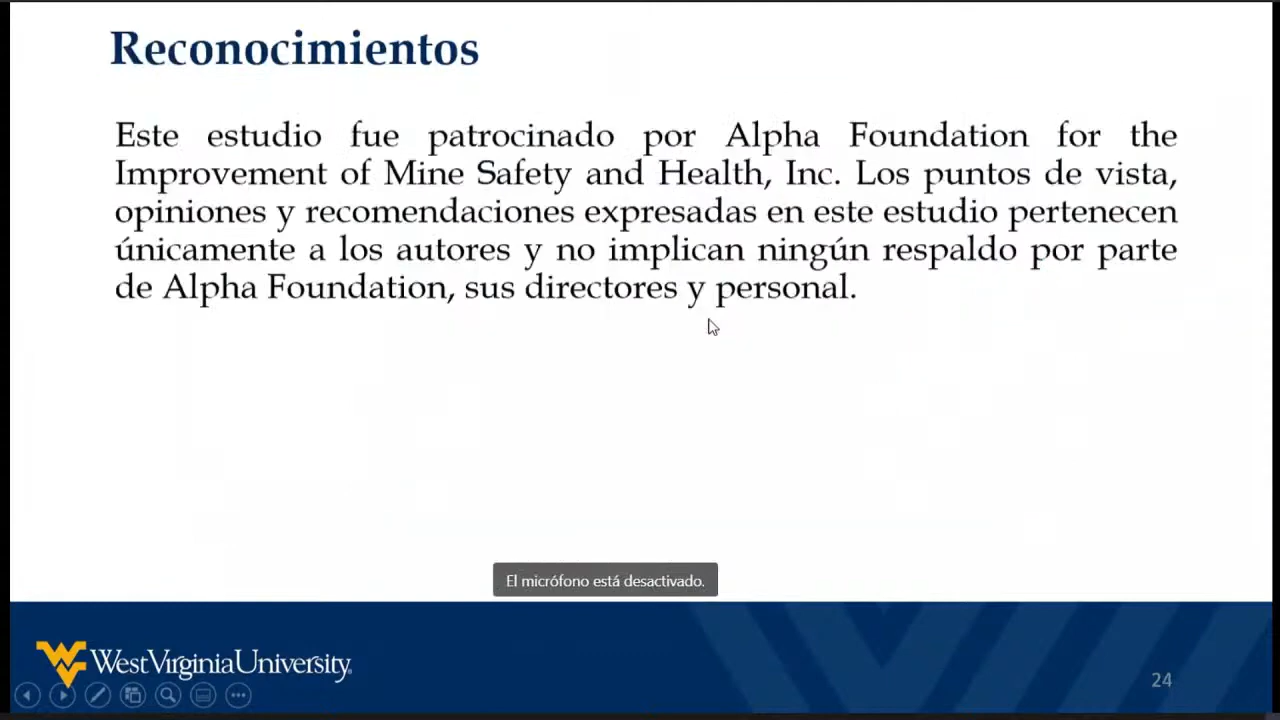 Reconocimientos
Este estudio fue patrocinado por Alpha Foundation for the
Improvement of Mine Safety and Health, Inc. Los puntos de vista,
opiniones y recomendaciones expresadas en este estudio pertenecen
únicamente a los autores y no implican ningún respaldo por parte
de Alpha Foundation, sus directores y personal.
El micrófono está desactivado.
WestVirginiaUniversity.
24